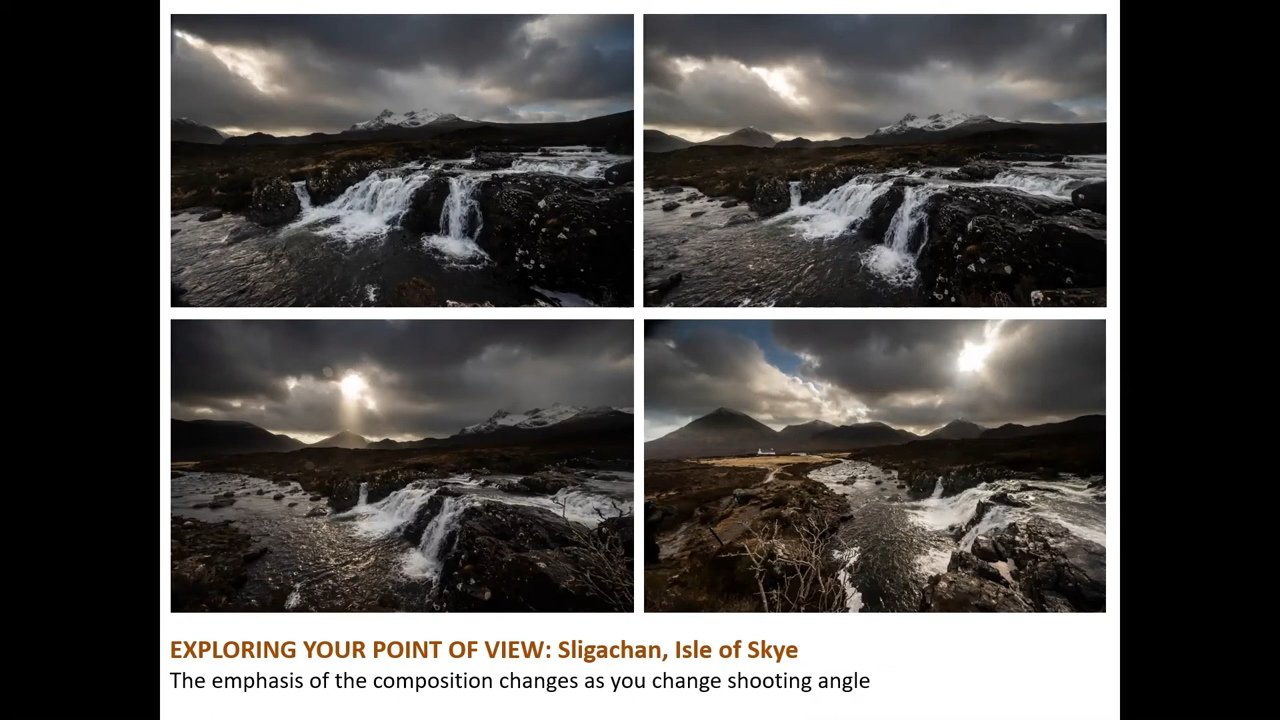 EXPLORING YOUR POINT OF VIEW: Sligachan, Isle of Skye
The emphasis of the composition changes as you change shooting angle